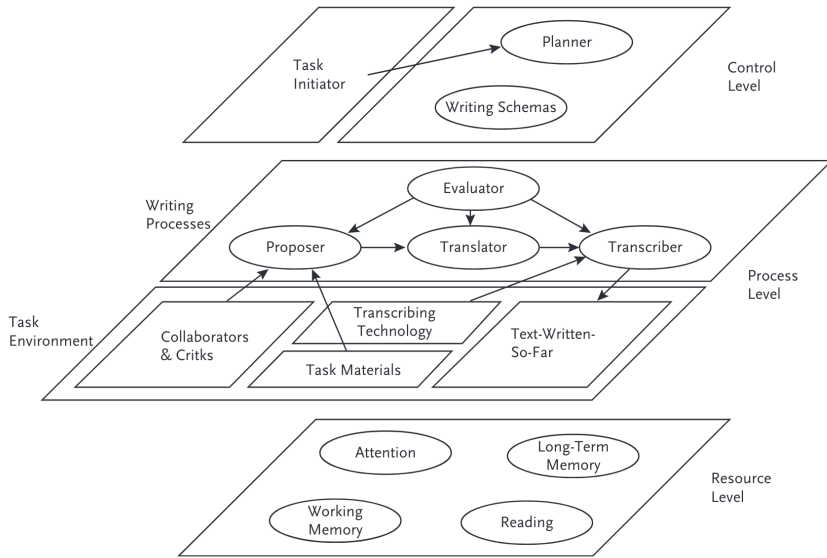 Planner
Task
Initiator
Control
Level
Writing Schemas
Evaluator
Writing
Processes
Proposer
Translator
Transcriber
Process
Level
Task
Environment
Collaborators
& Critks
Transcribing
Technology
Text-Written-
So-Far
Task Materials
Attention
Long-Term
Memory
Resource
Level
Working
Memory
Reading